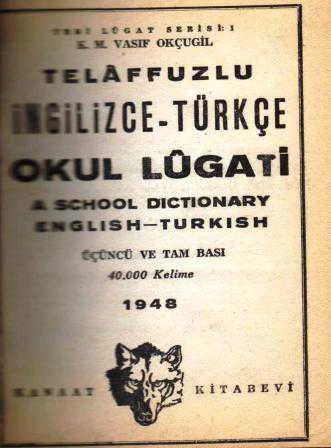 YENİ LÛGAT SERİSİ: 1
K. M. VASIF OKÇUGİL
TELÂFFUZLU
İNGİLİZCE-TÜRKÇE
OKUL LÛGATİ
A SCHOOL DICTIONARY
ENGLISH—TURKISH
ÜÇÜNCÜ VE TAM BASI
40.000 Kelime
1948
KANAAT KİTABEVİ